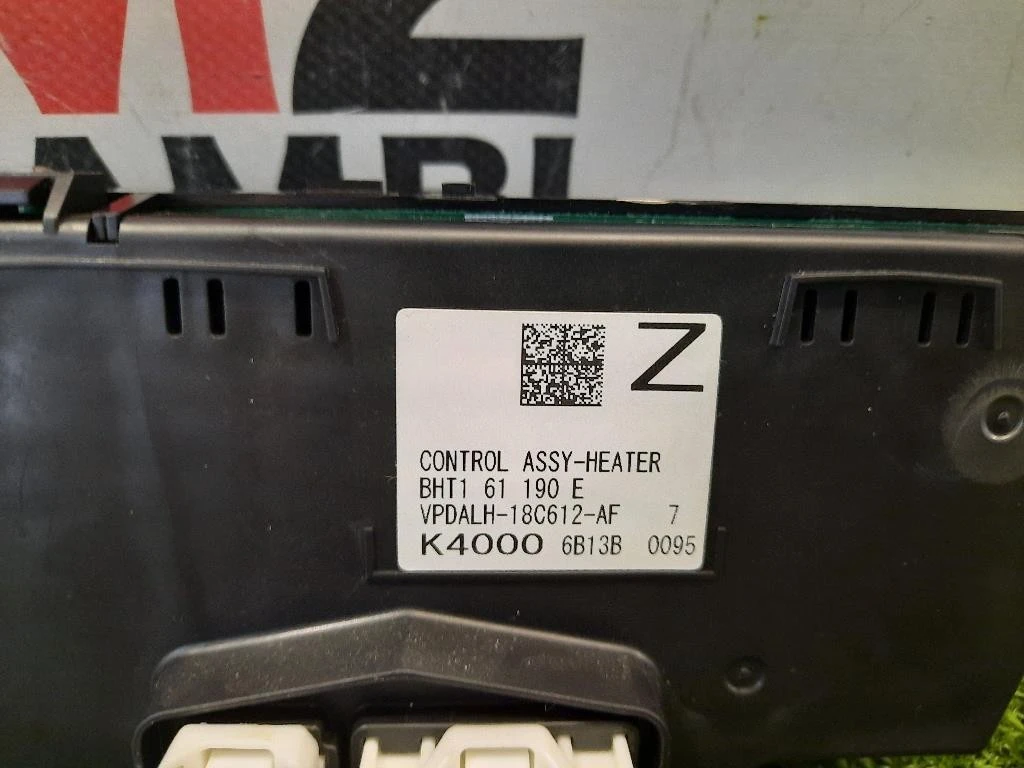 Z
CONTROL ASSY-HEATER
BHT1 61 190 E
VPDALH-18C612-AF 7
K4000 6B13B 0095